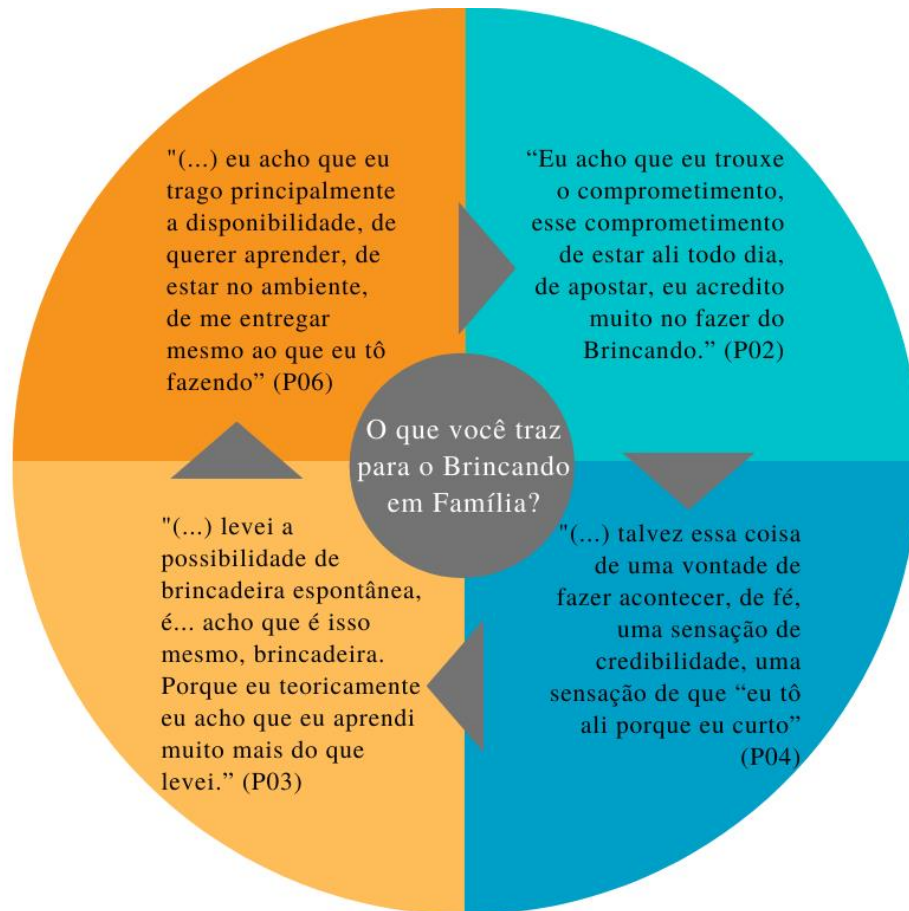 "(...) eu acho que eu
trago principalmente
a disponibilidade, de
querer aprender, de
estar no ambiente,
de me entregar
mesmo ao que eu tô
fazendo” (P06)
“Eu acho que eu trouxe
o comprometimento,
esse comprometimento
de estar ali todo dia,
de apostar, eu acredito
muito no fazer do
Brincando.” (P02)
O que você traz
para o Brincando
em Família?
"(...) levei a
possibilidade de
brincadeira espontânea,
é... acho que é isso
mesmo, brincadeira.
Porque eu teoricamente
eu acho que eu aprendi
muito mais do que
levei.” (P03)
"(...) talvez essa coisa
de uma vontade de
fazer acontecer, de fé,
uma sensação de
credibilidade, uma
sensação de que “eu tô
ali porque eu curto”
(P04)